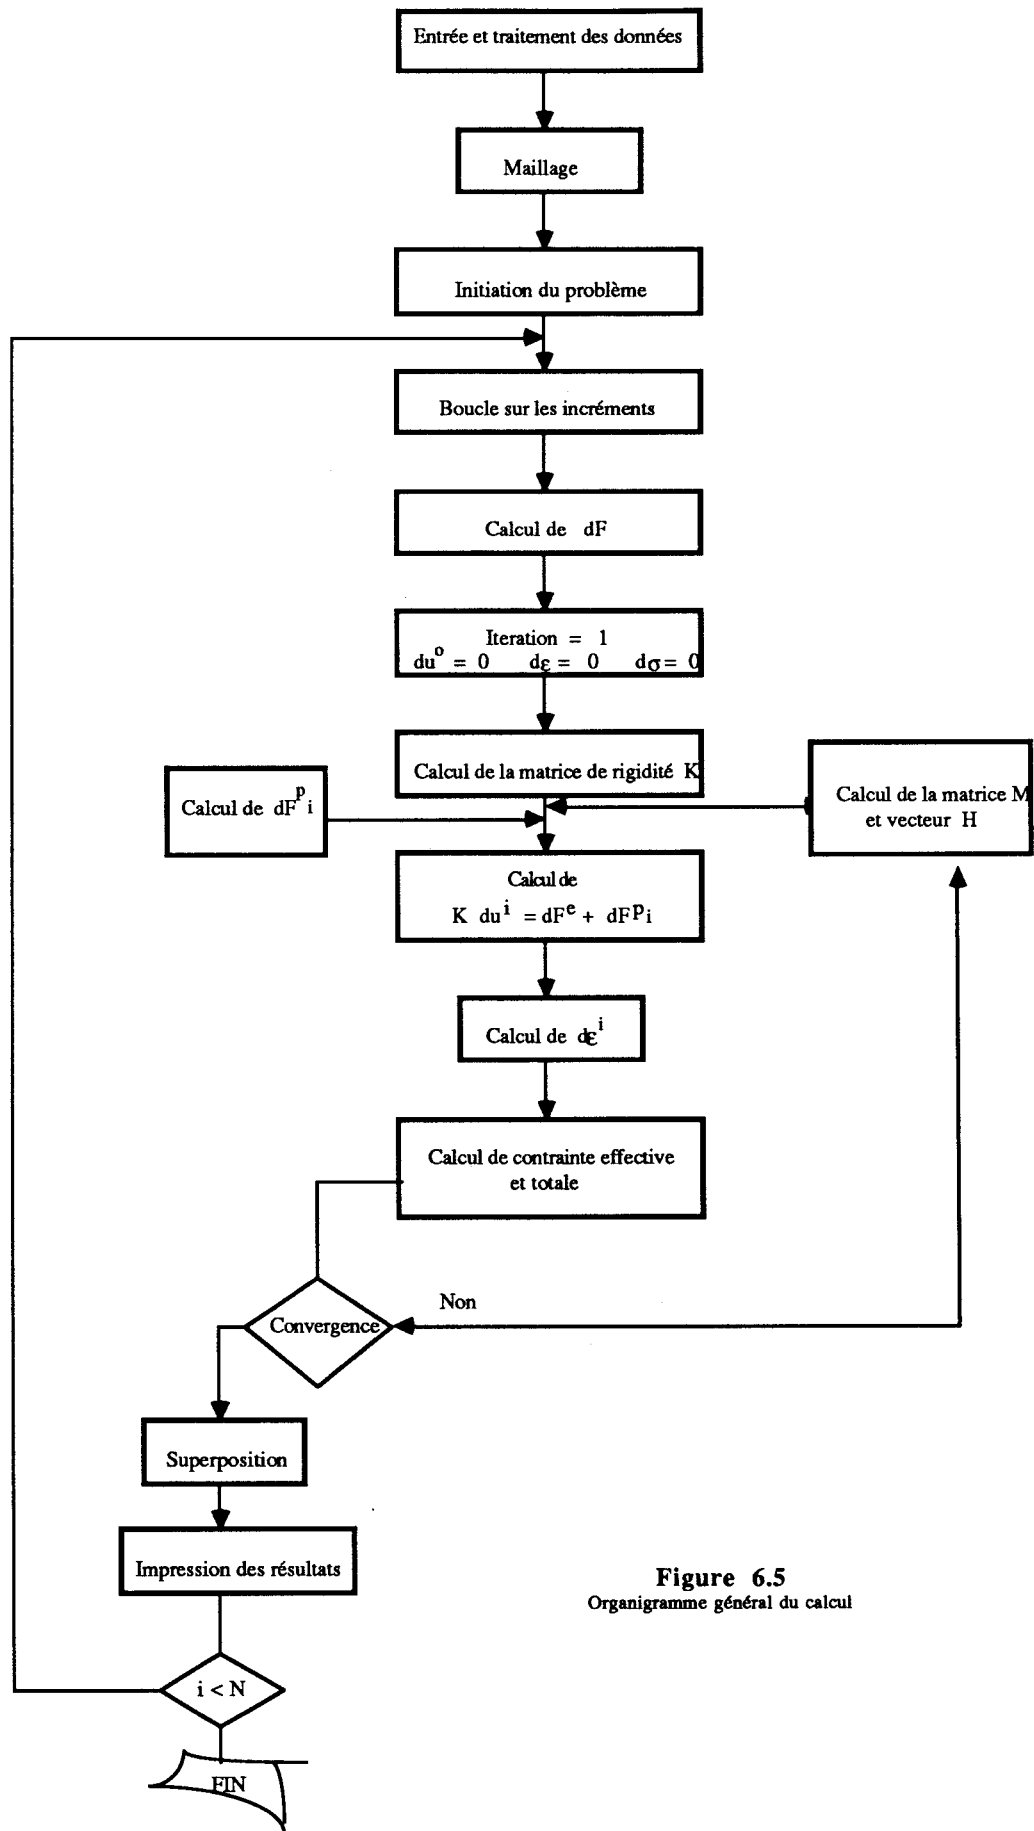 Entrée et traitement des données
Maillage
Initiation du problème
Boucle sur les incréments
Calcul de dF
Iteration = 1
du° = 0 dε = 0 dσ = 0
Calcul de la matrice de rigidité K
Calcul de dF^p i
Calcul de la matrice M
et vecteur H
Calcul de
K du^i = dF^e + dF^p i
Calcul de dε^i
Calcul de contrainte effective
et totale
Non
Convergence
Superposition
Impression des résultats
Figure 6.5
Organigramme général du calcul
i < N
FIN